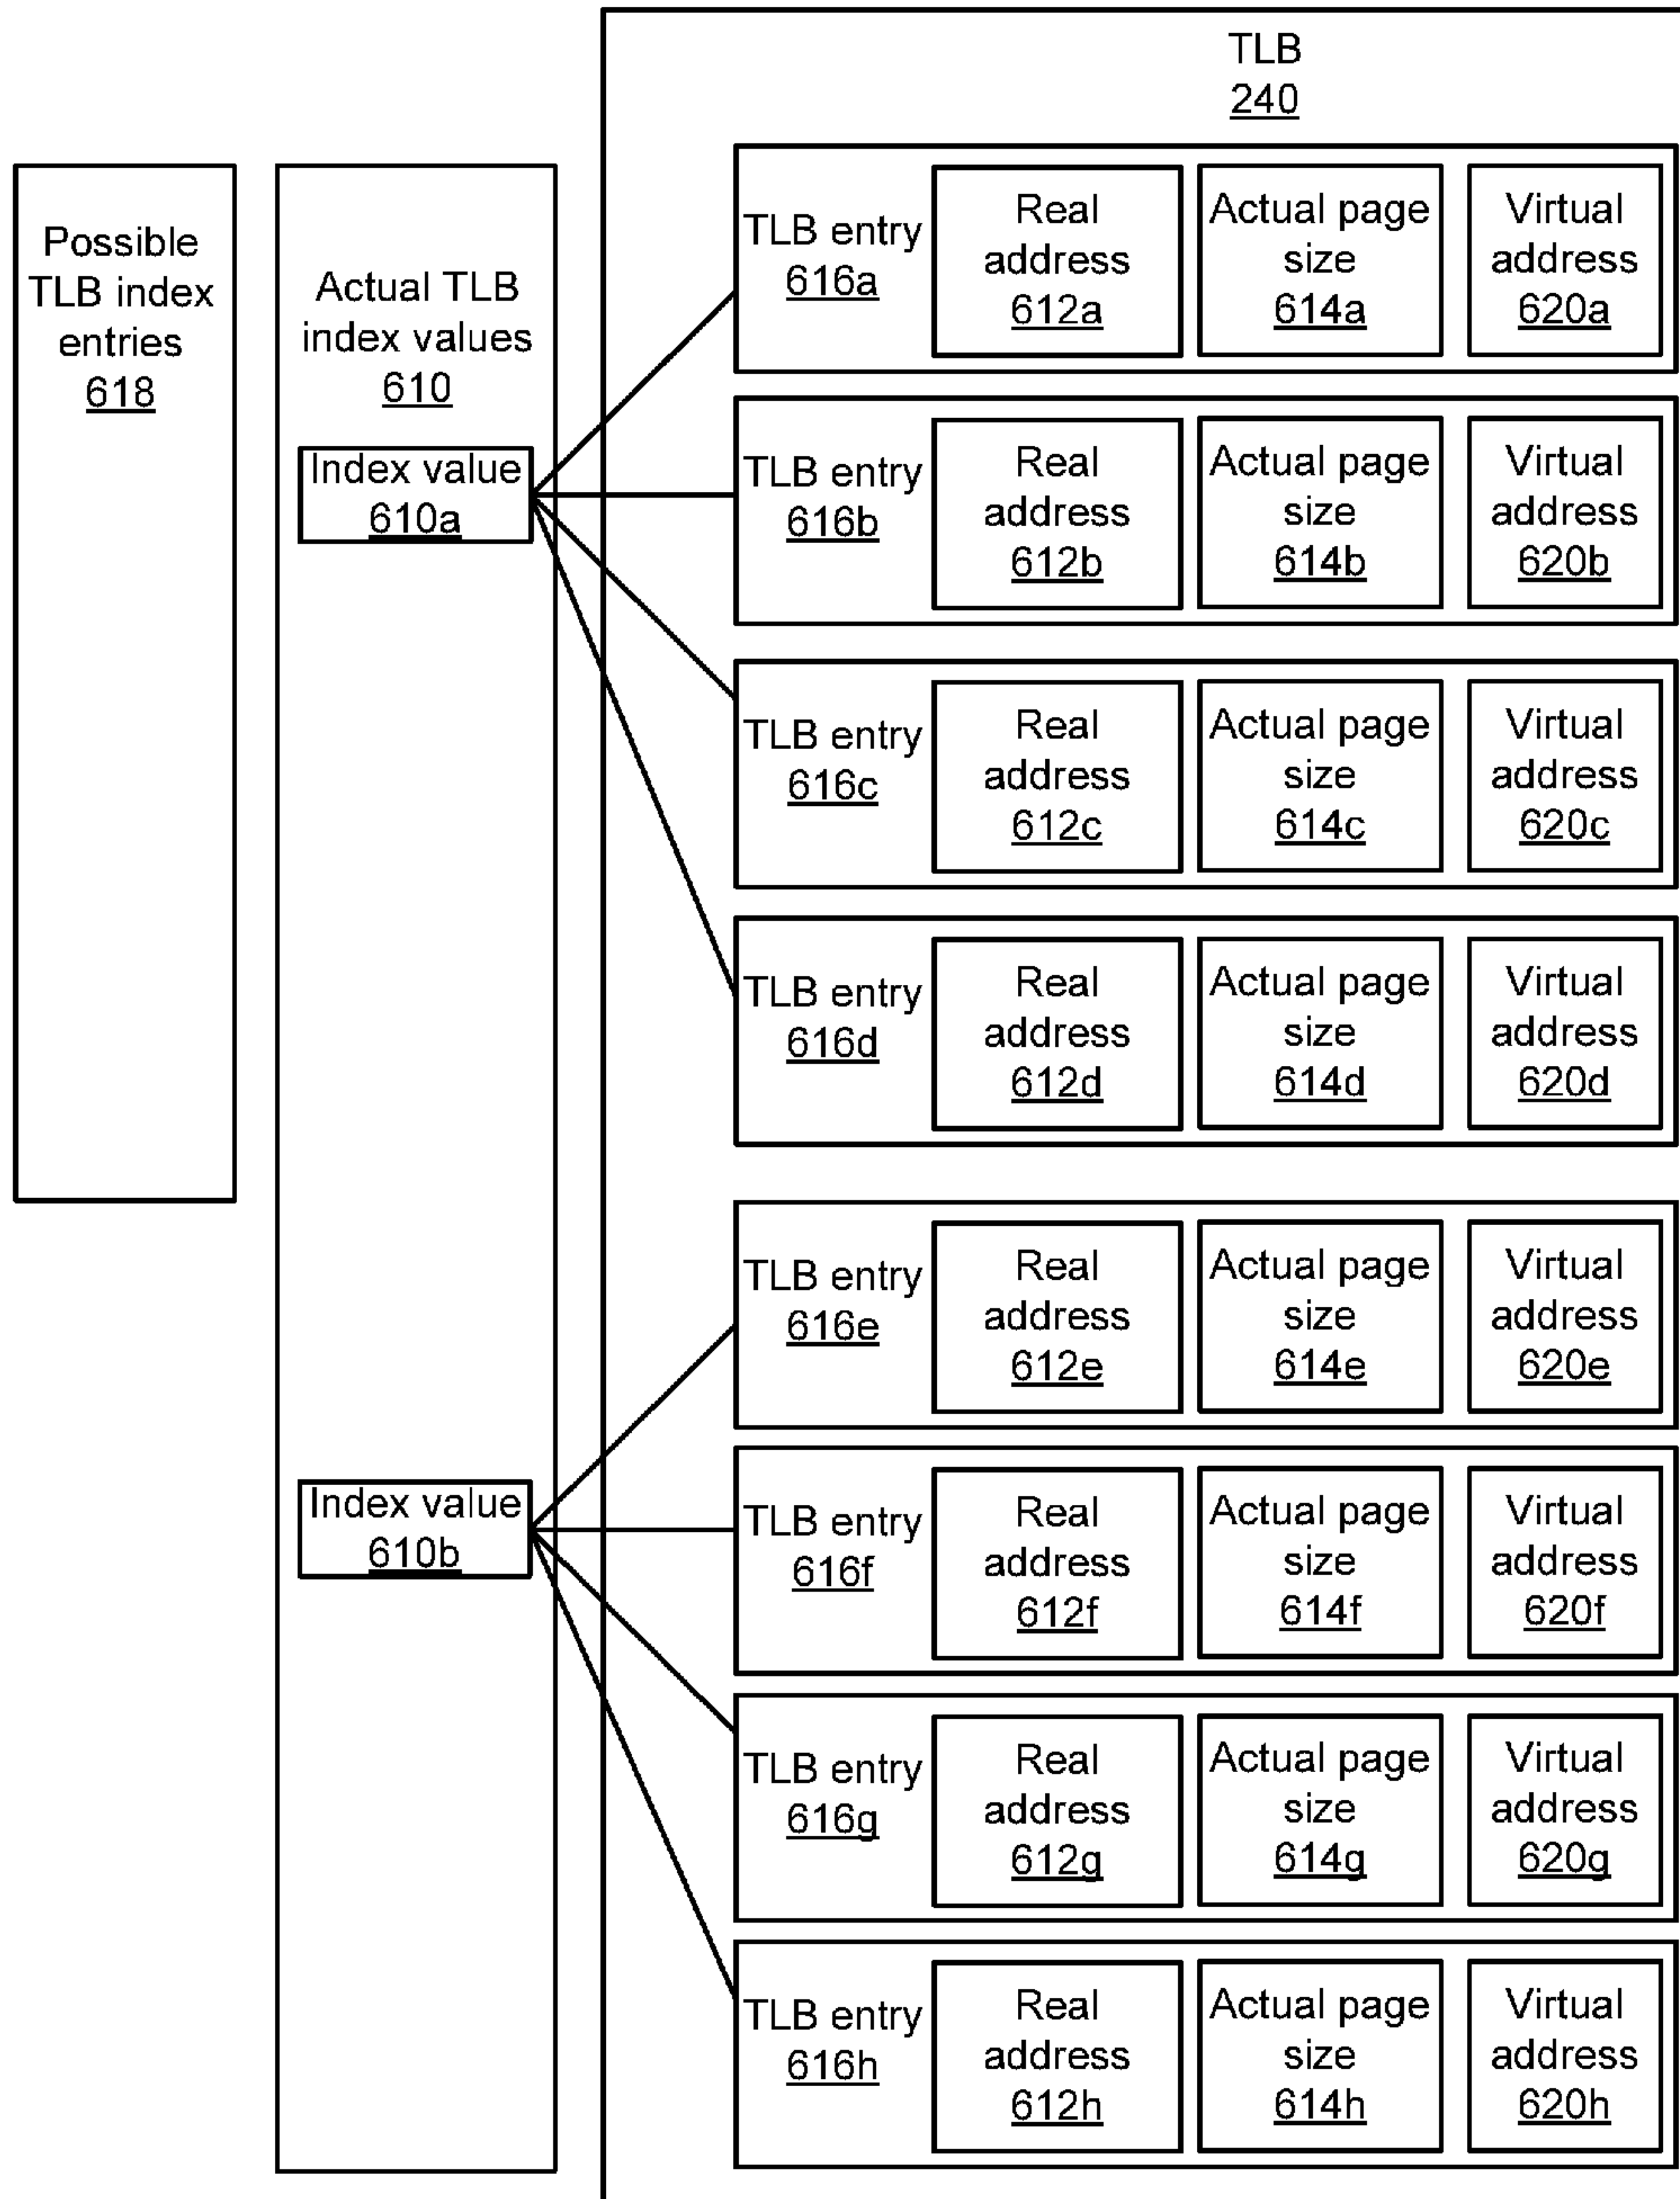 TLB
240
Possible
TLB index
entries
618
Actual TLB
index values
610
Index value
610a
TLB entry
616a
Real
address
612a
Actual page
size
614a
Virtual
address
620a
TLB entry
616b
Real
address
612b
Actual page
size
614b
Virtual
address
620b
TLB entry
616c
Real
address
612c
Actual page
size
614c
Virtual
address
620c
TLB entry
616d
Real
address
612d
Actual page
size
614d
Virtual
address
620d
Index value
610b
TLB entry
616e
Real
address
612e
Actual page
size
614e
Virtual
address
620e
TLB entry
616f
Real
address
612f
Actual page
size
614f
Virtual
address
620f
TLB entry
616g
Real
address
612g
Actual page
size
614g
Virtual
address
620g
TLB entry
616h
Real
address
612h
Actual page
size
614h
Virtual
address
620h